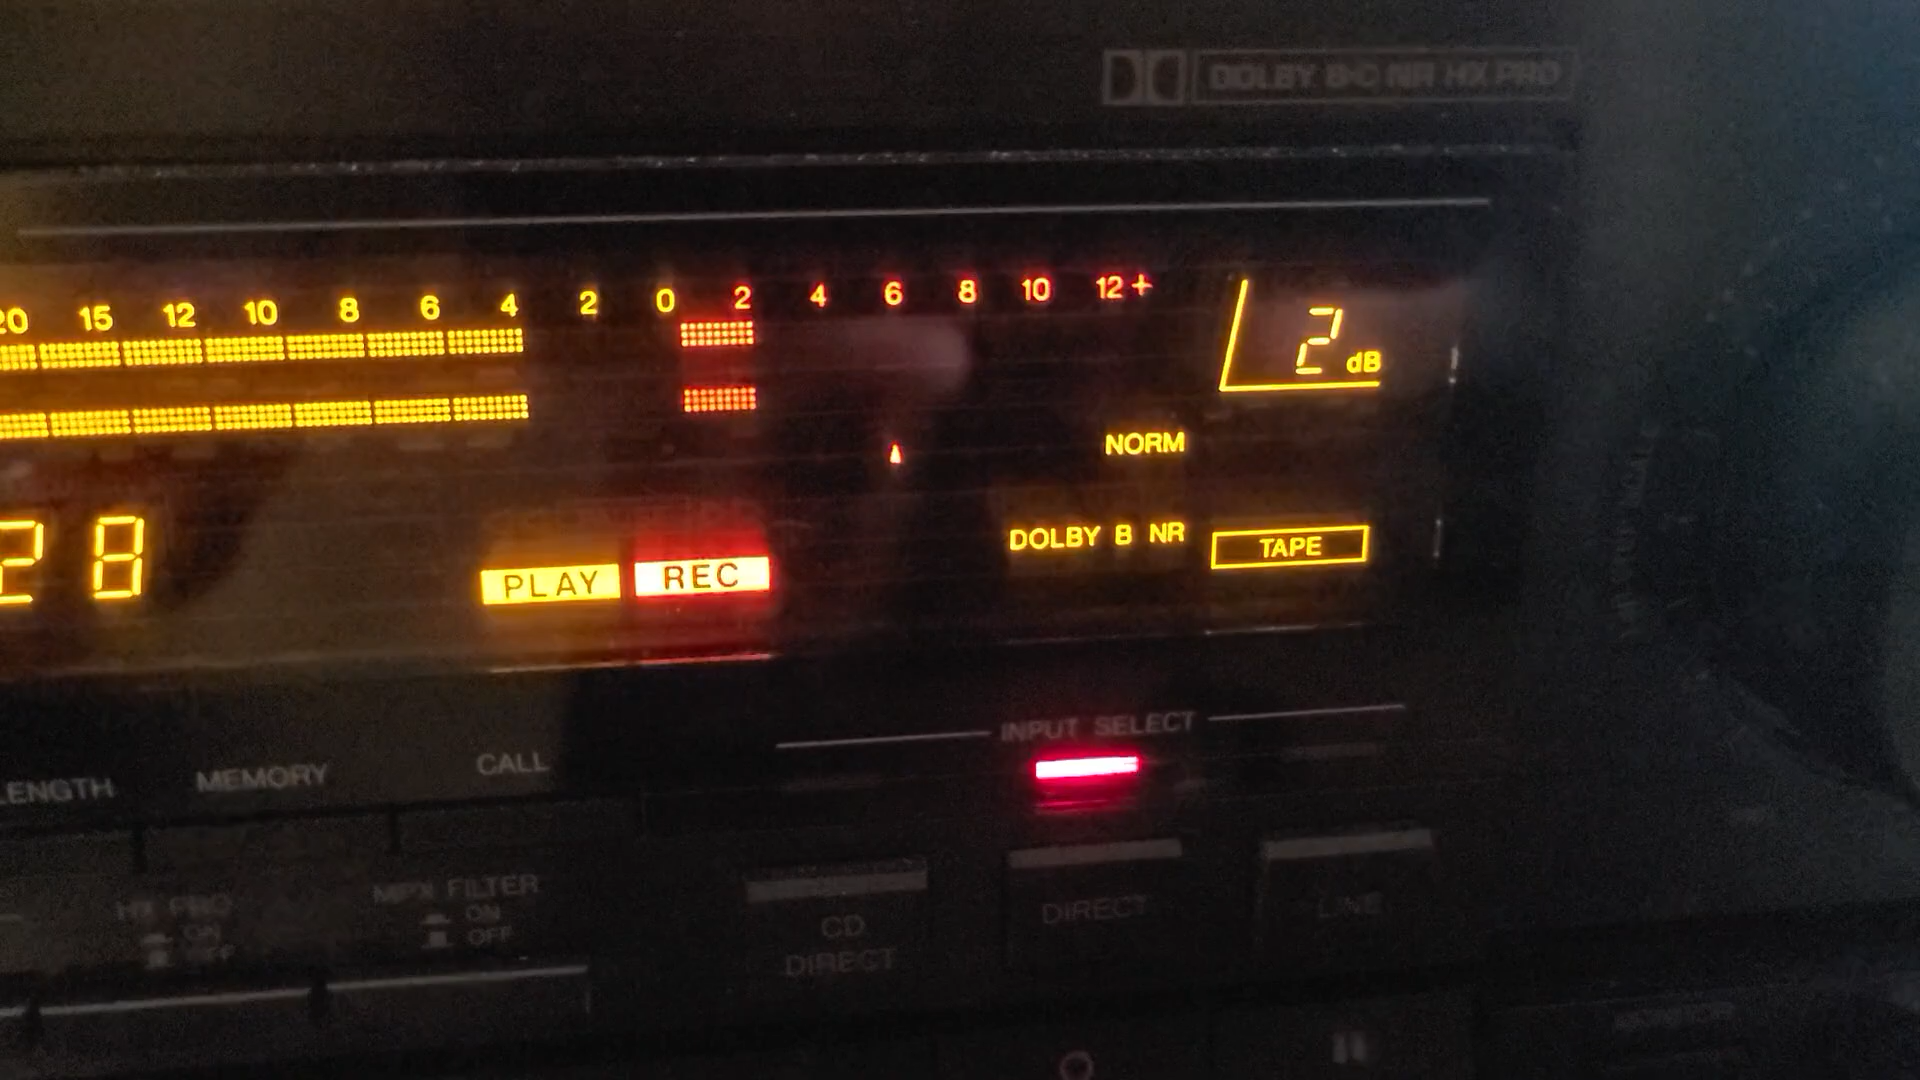 DOLBY B·C NR HX PRO
20 15 12 10 8 6 4 2 0 2 4 6 8 10 12 +
2 dB
NORM
28
PLAY REC
DOLBY B NR
TAPE
INPUT SELECT
LENGTH MEMORY CALL
HX PRO
ON
OFF
MPX FILTER
ON
OFF
CD
DIRECT
DIRECT
LINE